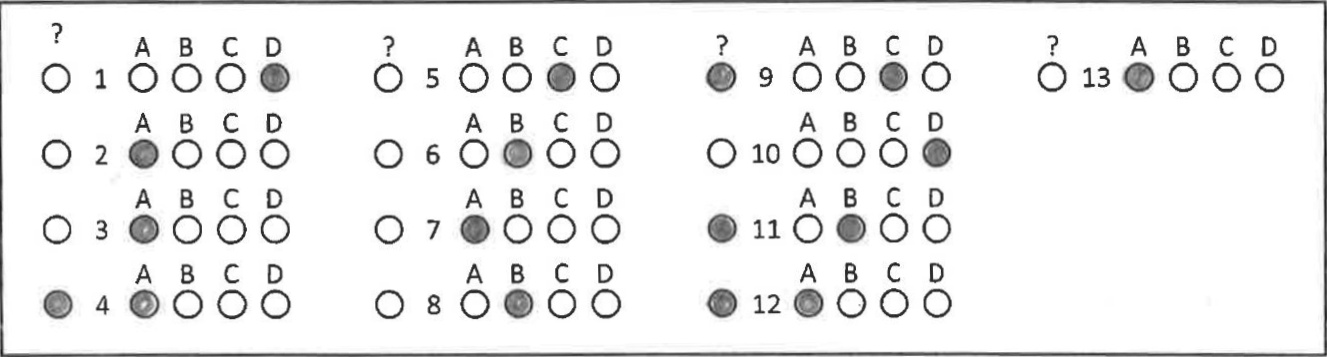 ? A B C D ? A B C D ? A B C D ? A B C D
1 5 9 13
A B C D A B C D A B C D
2 6 10
A B C D A B C D A B C D
3 7 11
A B C D A B C D A B C D
4 8 12